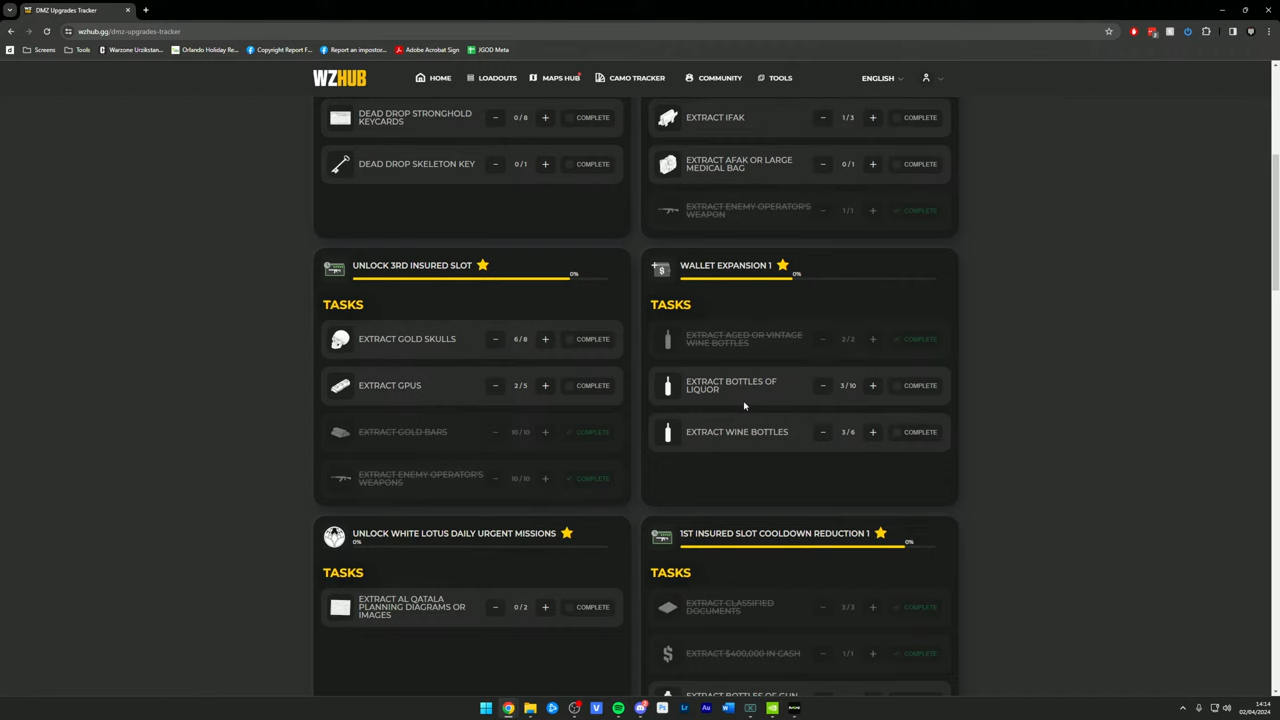 DMZ Upgrades Tracker
wzhub.gg/dmz-upgrades-tracker
Screens
Tools
Warzone Urzikstan...
Orlando Holiday Re...
Copyright Report F...
Report an impostor...
Adobe Acrobat Sign
JGOD Meta
WZHUB
HOME
LOADOUTS
MAPS HUB
CAMO TRACKER
COMMUNITY
TOOLS
ENGLISH
DEAD DROP STRONGHOLD
KEYCARDS
- 0/8 + COMPLETE
DEAD DROP SKELETON KEY - 0/1 + COMPLETE
EXTRACT IFAK - 1/3 + COMPLETE
EXTRACT AFAK OR LARGE
MEDICAL BAG
- 0/1 + COMPLETE
EXTRACT ENEMY OPERATOR'S
WEAPON
- 1/1 + COMPLETE
UNLOCK 3RD INSURED SLOT
0%
TASKS
EXTRACT GOLD SKULLS - 6/8 + COMPLETE
EXTRACT GPUS - 2/5 + COMPLETE
EXTRACT GOLD BARS - 10/10 + COMPLETE
EXTRACT ENEMY OPERATOR'S
WEAPONS
- 10/10 + COMPLETE
WALLET EXPANSION 1
0%
TASKS
EXTRACT AGED OR VINTAGE
WINE BOTTLES
- 2/2 + COMPLETE
EXTRACT BOTTLES OF
LIQUOR
- 3/10 + COMPLETE
EXTRACT WINE BOTTLES - 3/6 + COMPLETE
UNLOCK WHITE LOTUS DAILY URGENT MISSIONS
0%
TASKS
EXTRACT AL QATALA
PLANNING DIAGRAMS OR
IMAGES
- 0/2 + COMPLETE
1ST INSURED SLOT COOLDOWN REDUCTION 1
0%
TASKS
EXTRACT CLASSIFIED
DOCUMENTS
- 3/3 + COMPLETE
EXTRACT $400,000 IN CASH - 1/1 + COMPLETE
EXTRACT BOTTLES OF GUN
14:14
02/04/2024